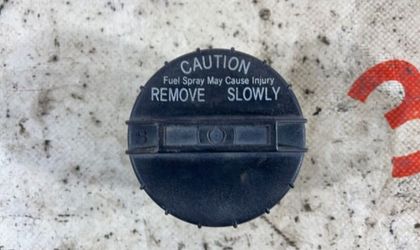 CAUTION
Fuel Spray May Cause Injury
REMOVE SLOWLY